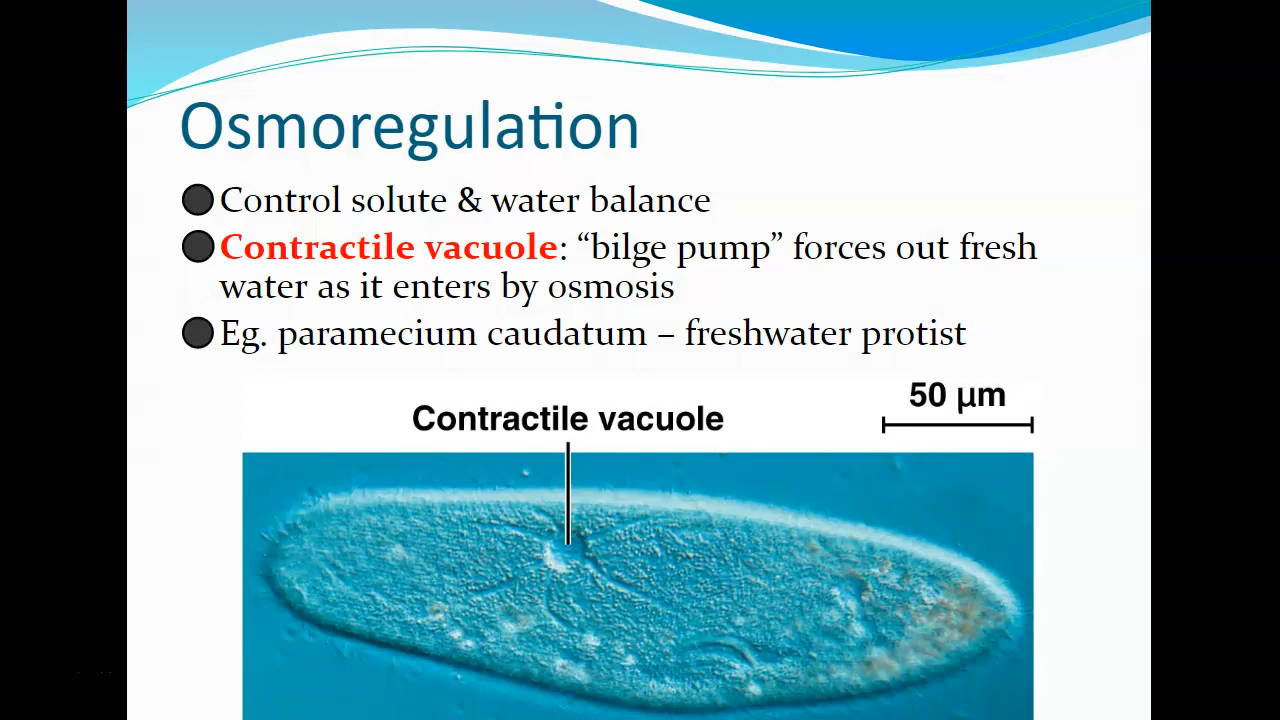 Osmoregulation
Control solute & water balance
Contractile vacuole: “bilge pump” forces out fresh
water as it enters by osmosis
Eg. paramecium caudatum – freshwater protist
50 µm
Contractile vacuole